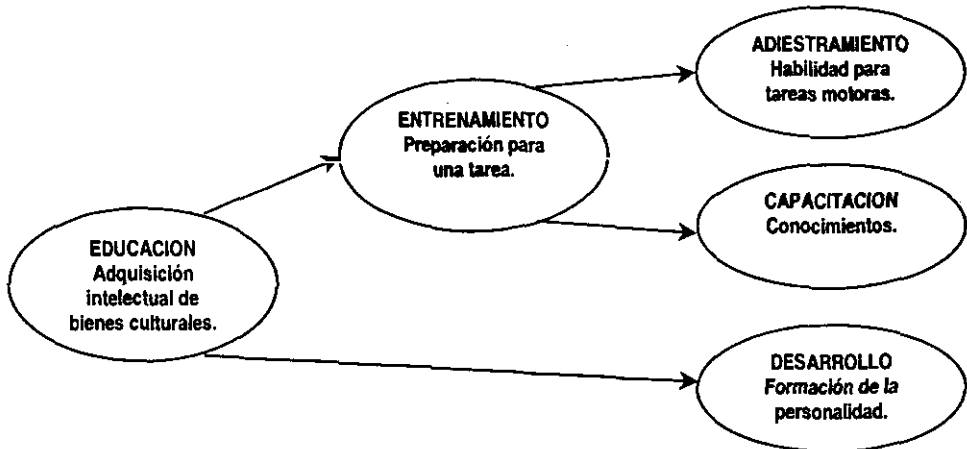 ADIESTRAMIENTO
Habilidad para
tareas motoras.
ENTRENAMIENTO
Preparación para
una tarea.
CAPACITACION
Conocimientos.
EDUCACION
Adquisición
intelectual de
bienes culturales.
DESARROLLO
Formación de la
personalidad.